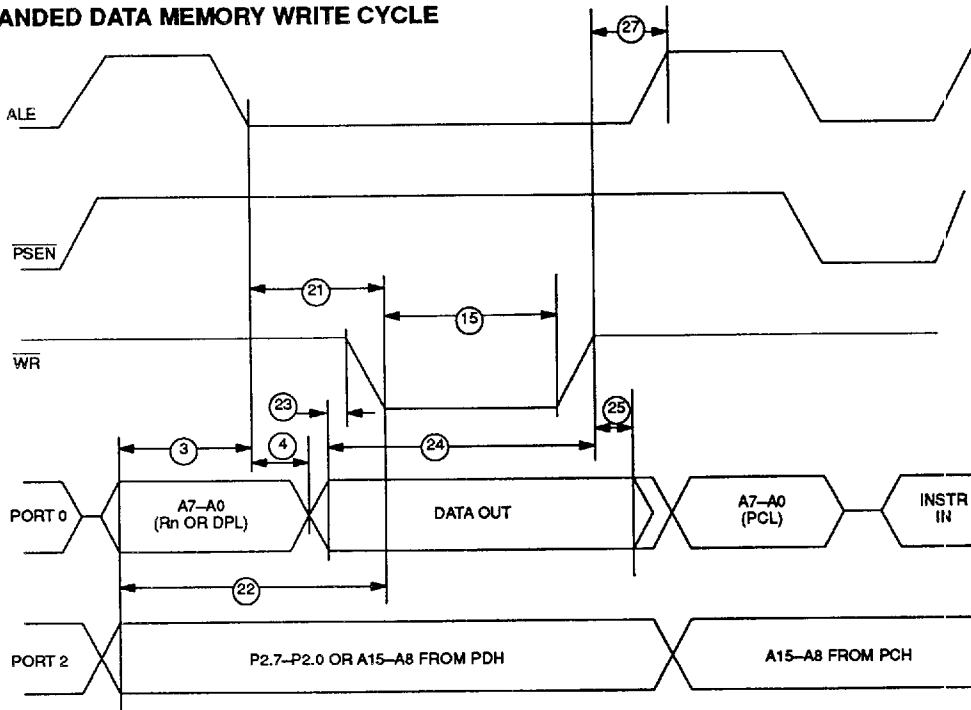 ANDED DATA MEMORY WRITE CYCLE
27
ALE
PSEN
21
15
WR
23
25
3
4
24
PORT 0
A7–A0
(Rn OR DPL)
DATA OUT
A7–A0
(PCL)
INSTR
IN
22
PORT 2
P2.7–P2.0 OR A15–A8 FROM PDH
A15–A8 FROM PCH